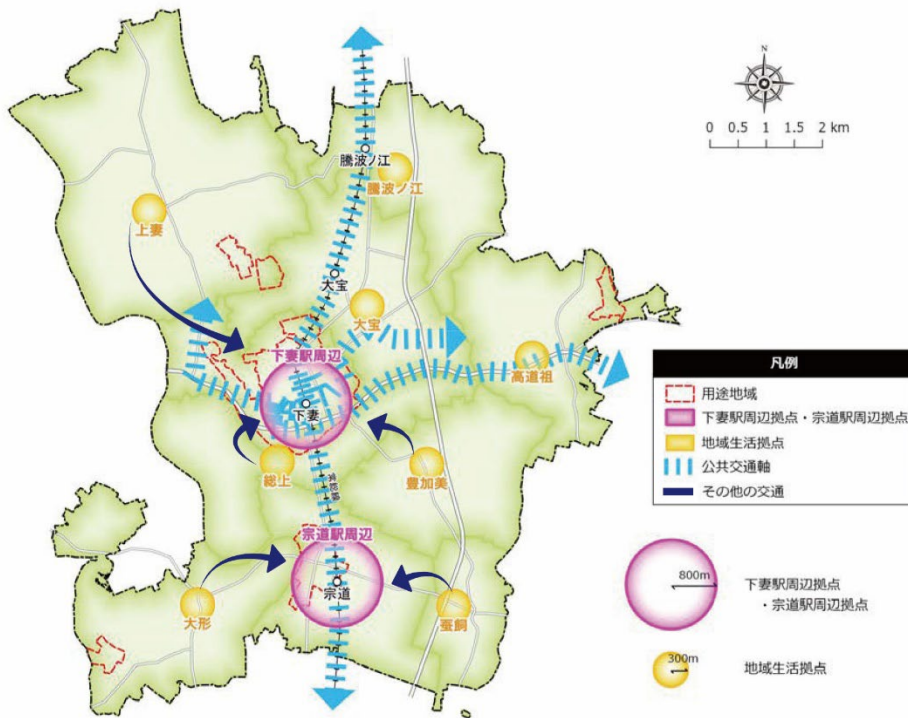 N
0 0.5 1 2 km
騰波ノ江
騰波ノ江
上妻
大宝
大宝
下妻駅周辺
高道祖
下妻
総上
豊加美
常総線
宗道駅周辺
宗道
大形
蚕飼
凡例
用途地域
下妻駅周辺拠点・宗道駅周辺拠点
地域生活拠点
公共交通軸
その他の交通
800m
下妻駅周辺拠点
・宗道駅周辺拠点
300m
地域生活拠点